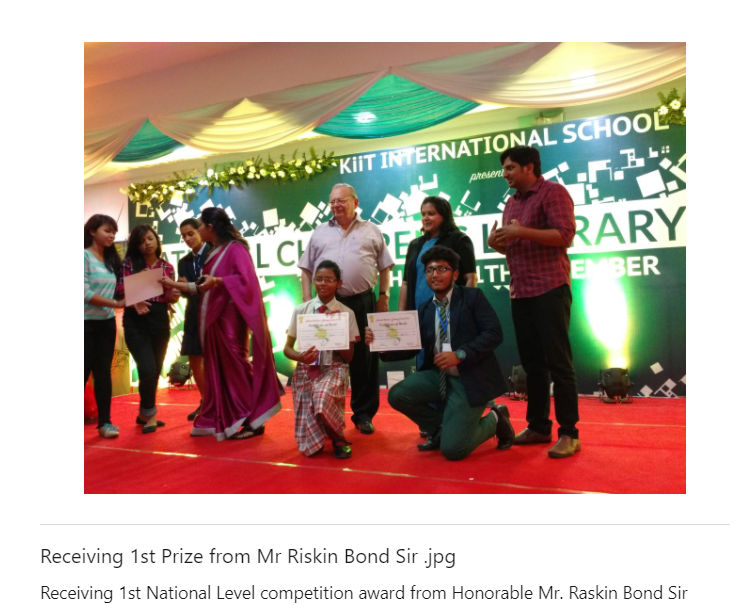 KiiT INTERNATIONAL SCHOOL
present
RARY
Receiving 1st Prize from Mr Riskin Bond Sir .jpg
Receiving 1st National Level competition award from Honorable Mr. Raskin Bond Sir